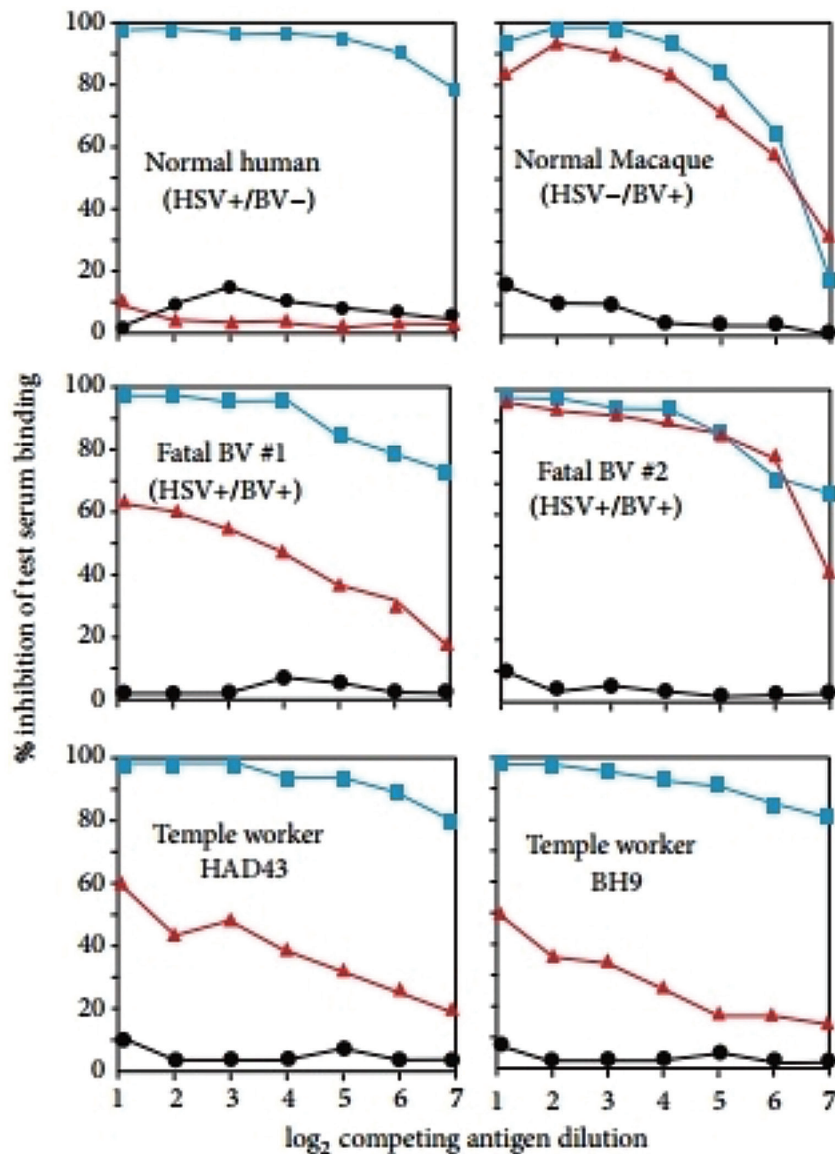 100
80
60
40
20
0
Normal human
(HSV+/BV−)
Normal Macaque
(HSV−/BV+)
% inhibition of test serum binding
100
80
60
40
20
0
Fatal BV #1
(HSV+/BV+)
Fatal BV #2
(HSV+/BV+)
100
80
60
40
20
0
Temple worker
HAD43
Temple worker
BH9
1 2 3 4 5 6 7
1 2 3 4 5 6 7
log₂ competing antigen dilution